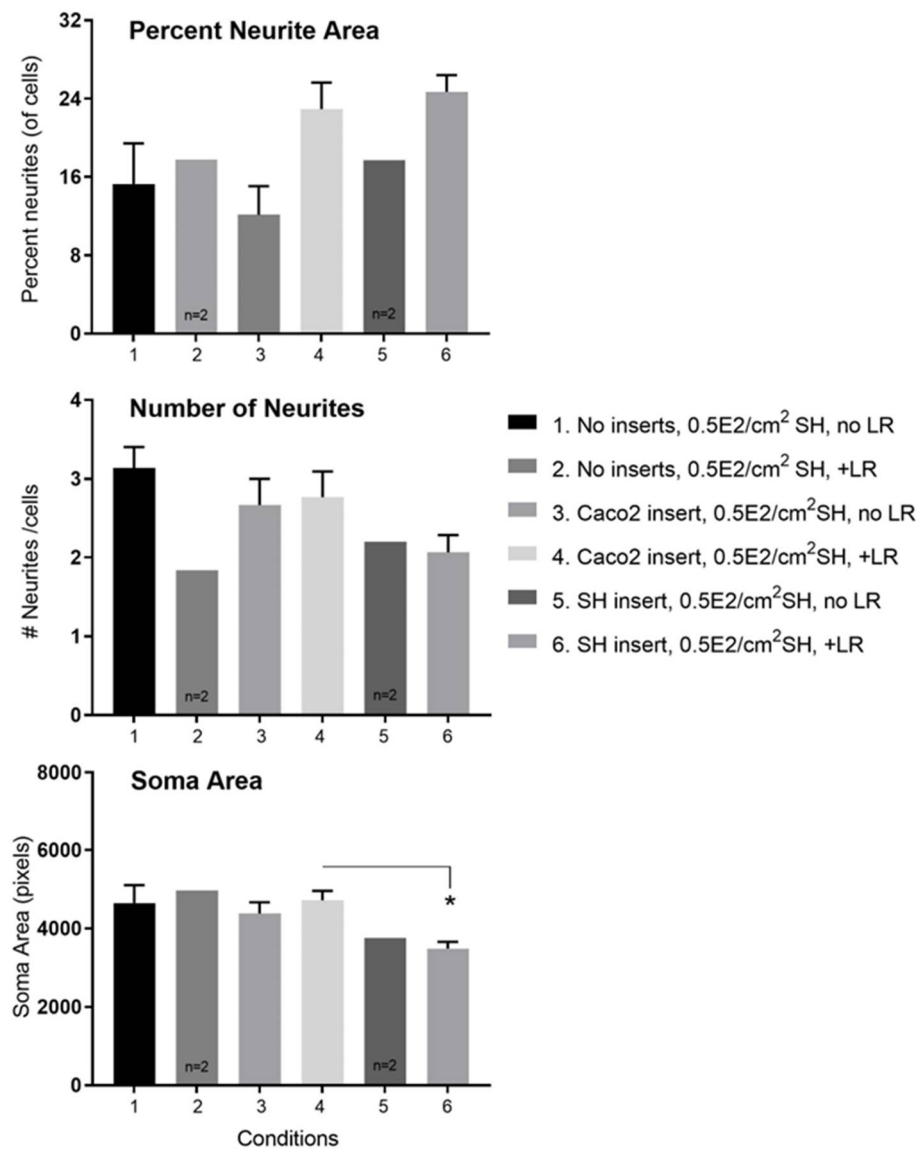 Percent Neurite Area
Percent neurites (of cells)
32
24
16
8
0
n=2
n=2
1 2 3 4 5 6
Number of Neurites
# Neurites /cells
4
3
2
1
0
n=2
n=2
1 2 3 4 5 6
1. No inserts, 0.5E2/cm² SH, no LR
2. No inserts, 0.5E2/cm² SH, +LR
3. Caco2 insert, 0.5E2/cm²SH, no LR
4. Caco2 insert, 0.5E2/cm²SH, +LR
5. SH insert, 0.5E2/cm²SH, no LR
6. SH insert, 0.5E2/cm²SH, +LR
Soma Area
Soma Area (pixels)
8000
6000
4000
2000
0
*
n=2
n=2
1 2 3 4 5 6
Conditions